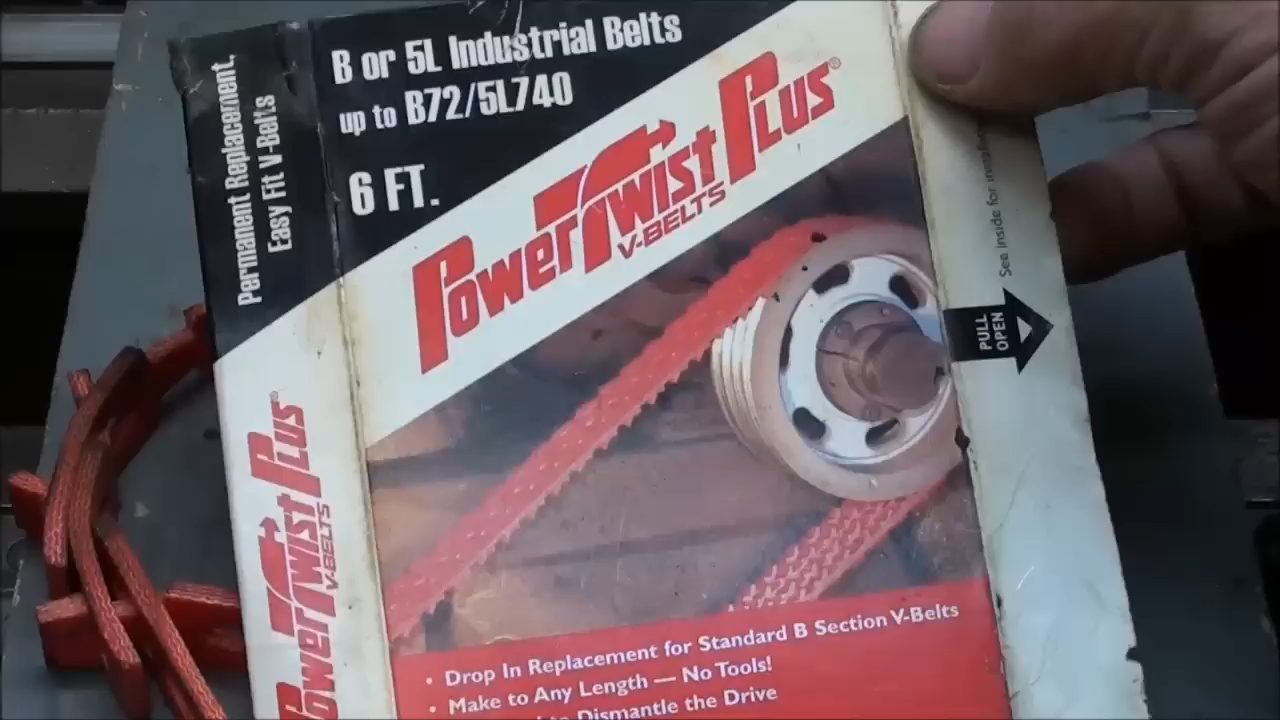 Permanent Replacement,
Easy Fit V-Belts
B or 5L Industrial Belts
up to B72/5L740
6 FT.
POWERTWIST PLUS®
V-BELTS
See inside for
PULL
OPEN
POWERTWIST PLUS®
V-BELTS
• Drop In Replacement for Standard B Section V-Belts
• Make to Any Length — No Tools!
to Dismantle the Drive